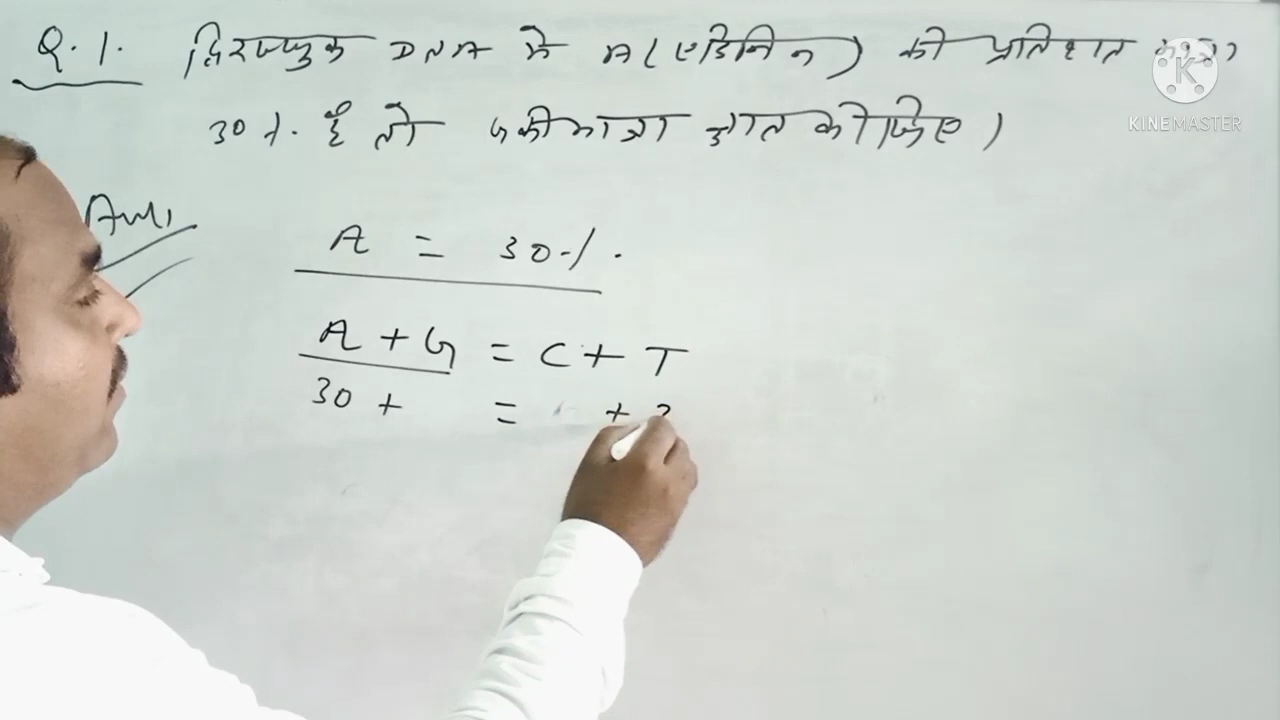 Q.1. द्विरज्जुक DNA में A(एडिनिन) की प्रतिशत
30%. है तो G की मात्रा ज्ञात कीजिए।
KINEMASTER
Ans
A = 30%.
A + G = C + T
30 + = +